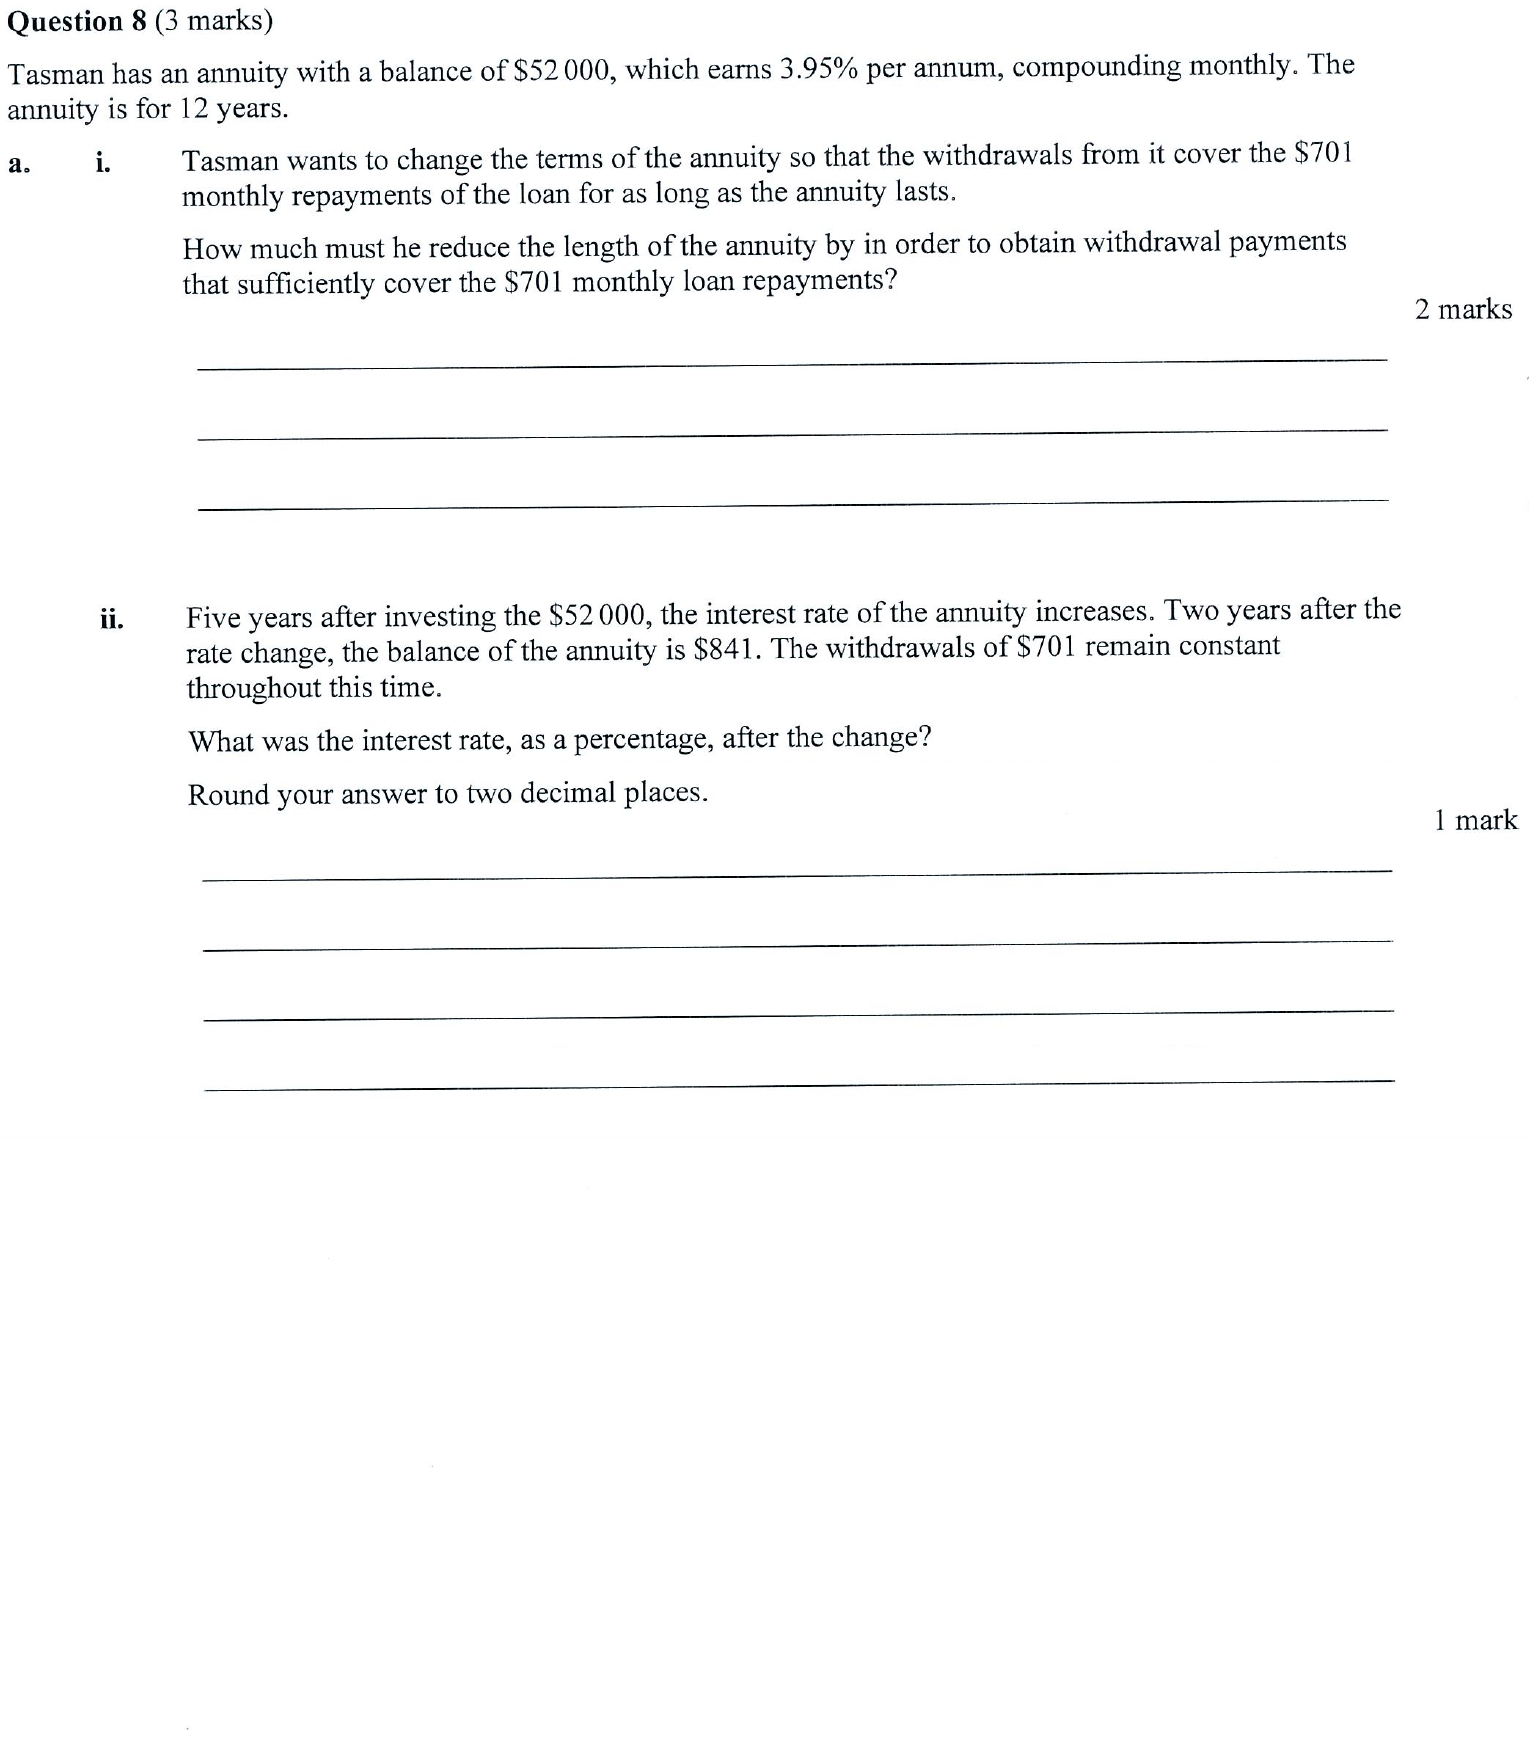 Question 8 (3 marks)
Tasman has an annuity with a balance of $52 000, which earns 3.95% per annum, compounding monthly. The
annuity is for 12 years.
a. i. Tasman wants to change the terms of the annuity so that the withdrawals from it cover the $701
monthly repayments of the loan for as long as the annuity lasts.
How much must he reduce the length of the annuity by in order to obtain withdrawal payments
that sufficiently cover the $701 monthly loan repayments?
2 marks
ii. Five years after investing the $52 000, the interest rate of the annuity increases. Two years after the
rate change, the balance of the annuity is $841. The withdrawals of $701 remain constant
throughout this time.
What was the interest rate, as a percentage, after the change?
Round your answer to two decimal places.
1 mark